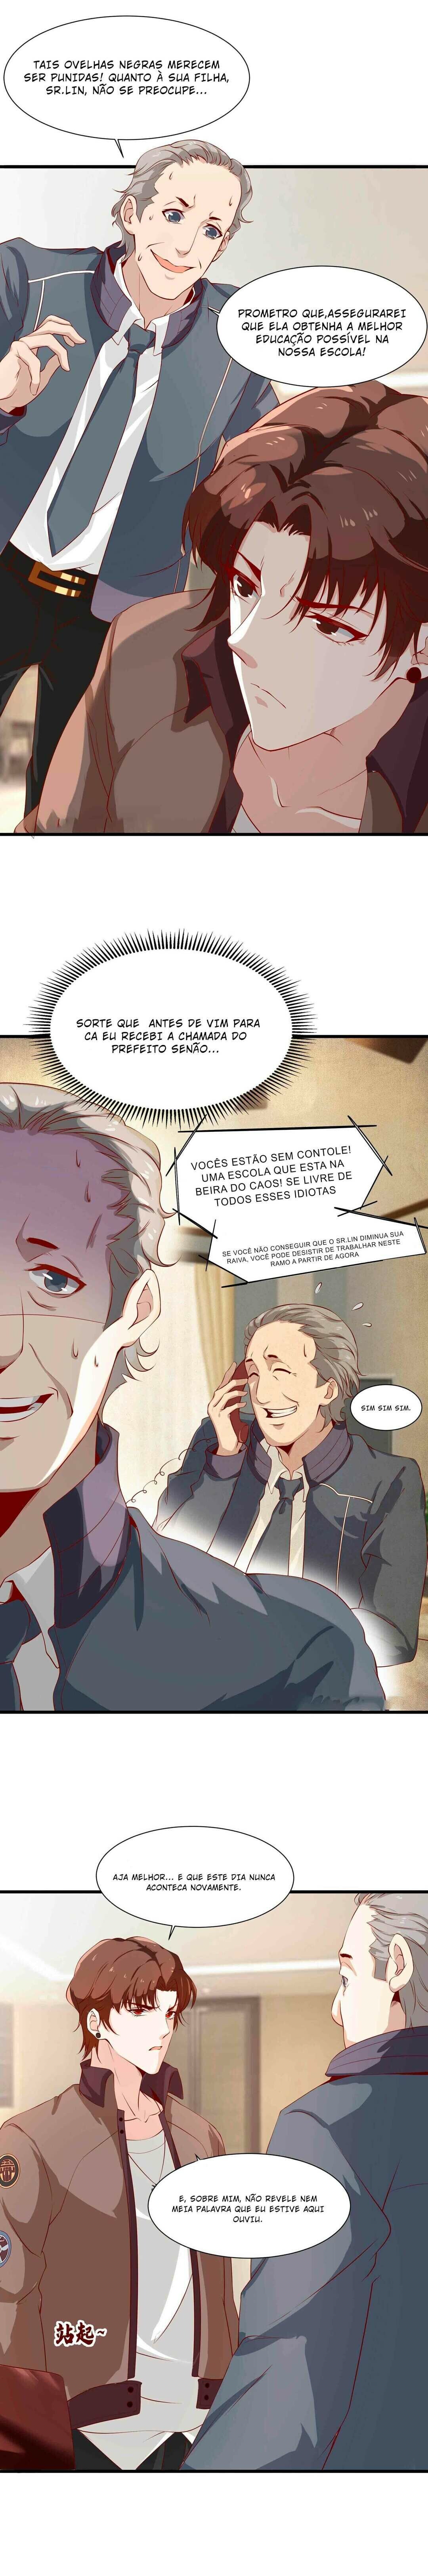 TAIS OVELHAS NEGRAS MERECEM
SER PUNIDAS! QUANTO À SUA FILHA,
SR.LIN, NÃO SE PREOCUPE...
PROMETRO QUE,ASSEGURAREI
QUE ELA OBTENHA A MELHOR
EDUCAÇÃO POSSÍVEL NA
NOSSA ESCOLA!
SORTE QUE ANTES DE VIM PARA
CA EU RECEBI A CHAMADA DO
PREFEITO SENÃO...
VOCÊS ESTÃO SEM CONTOLE!
UMA ESCOLA QUE ESTA NA
BEIRA DO CAOS! SE LIVRE DE
TODOS ESSES IDIOTAS
SE VOCÊ NÃO CONSEGUIR QUE O SR.LIN DIMINUA SUA
RAIVA, VOCÊ PODE DESISTIR DE TRABALHAR NESTE
RAMO A PARTIR DE AGORA
SIM SIM SIM.
AJA MELHOR... E QUE ESTE DIA NUNCA
ACONTECA NOVAMENTE.
E, SOBRE MIM, NÃO REVELE NEM
MEIA PALAVRA QUE EU ESTIVE AQUI
OUVIU.
站起~